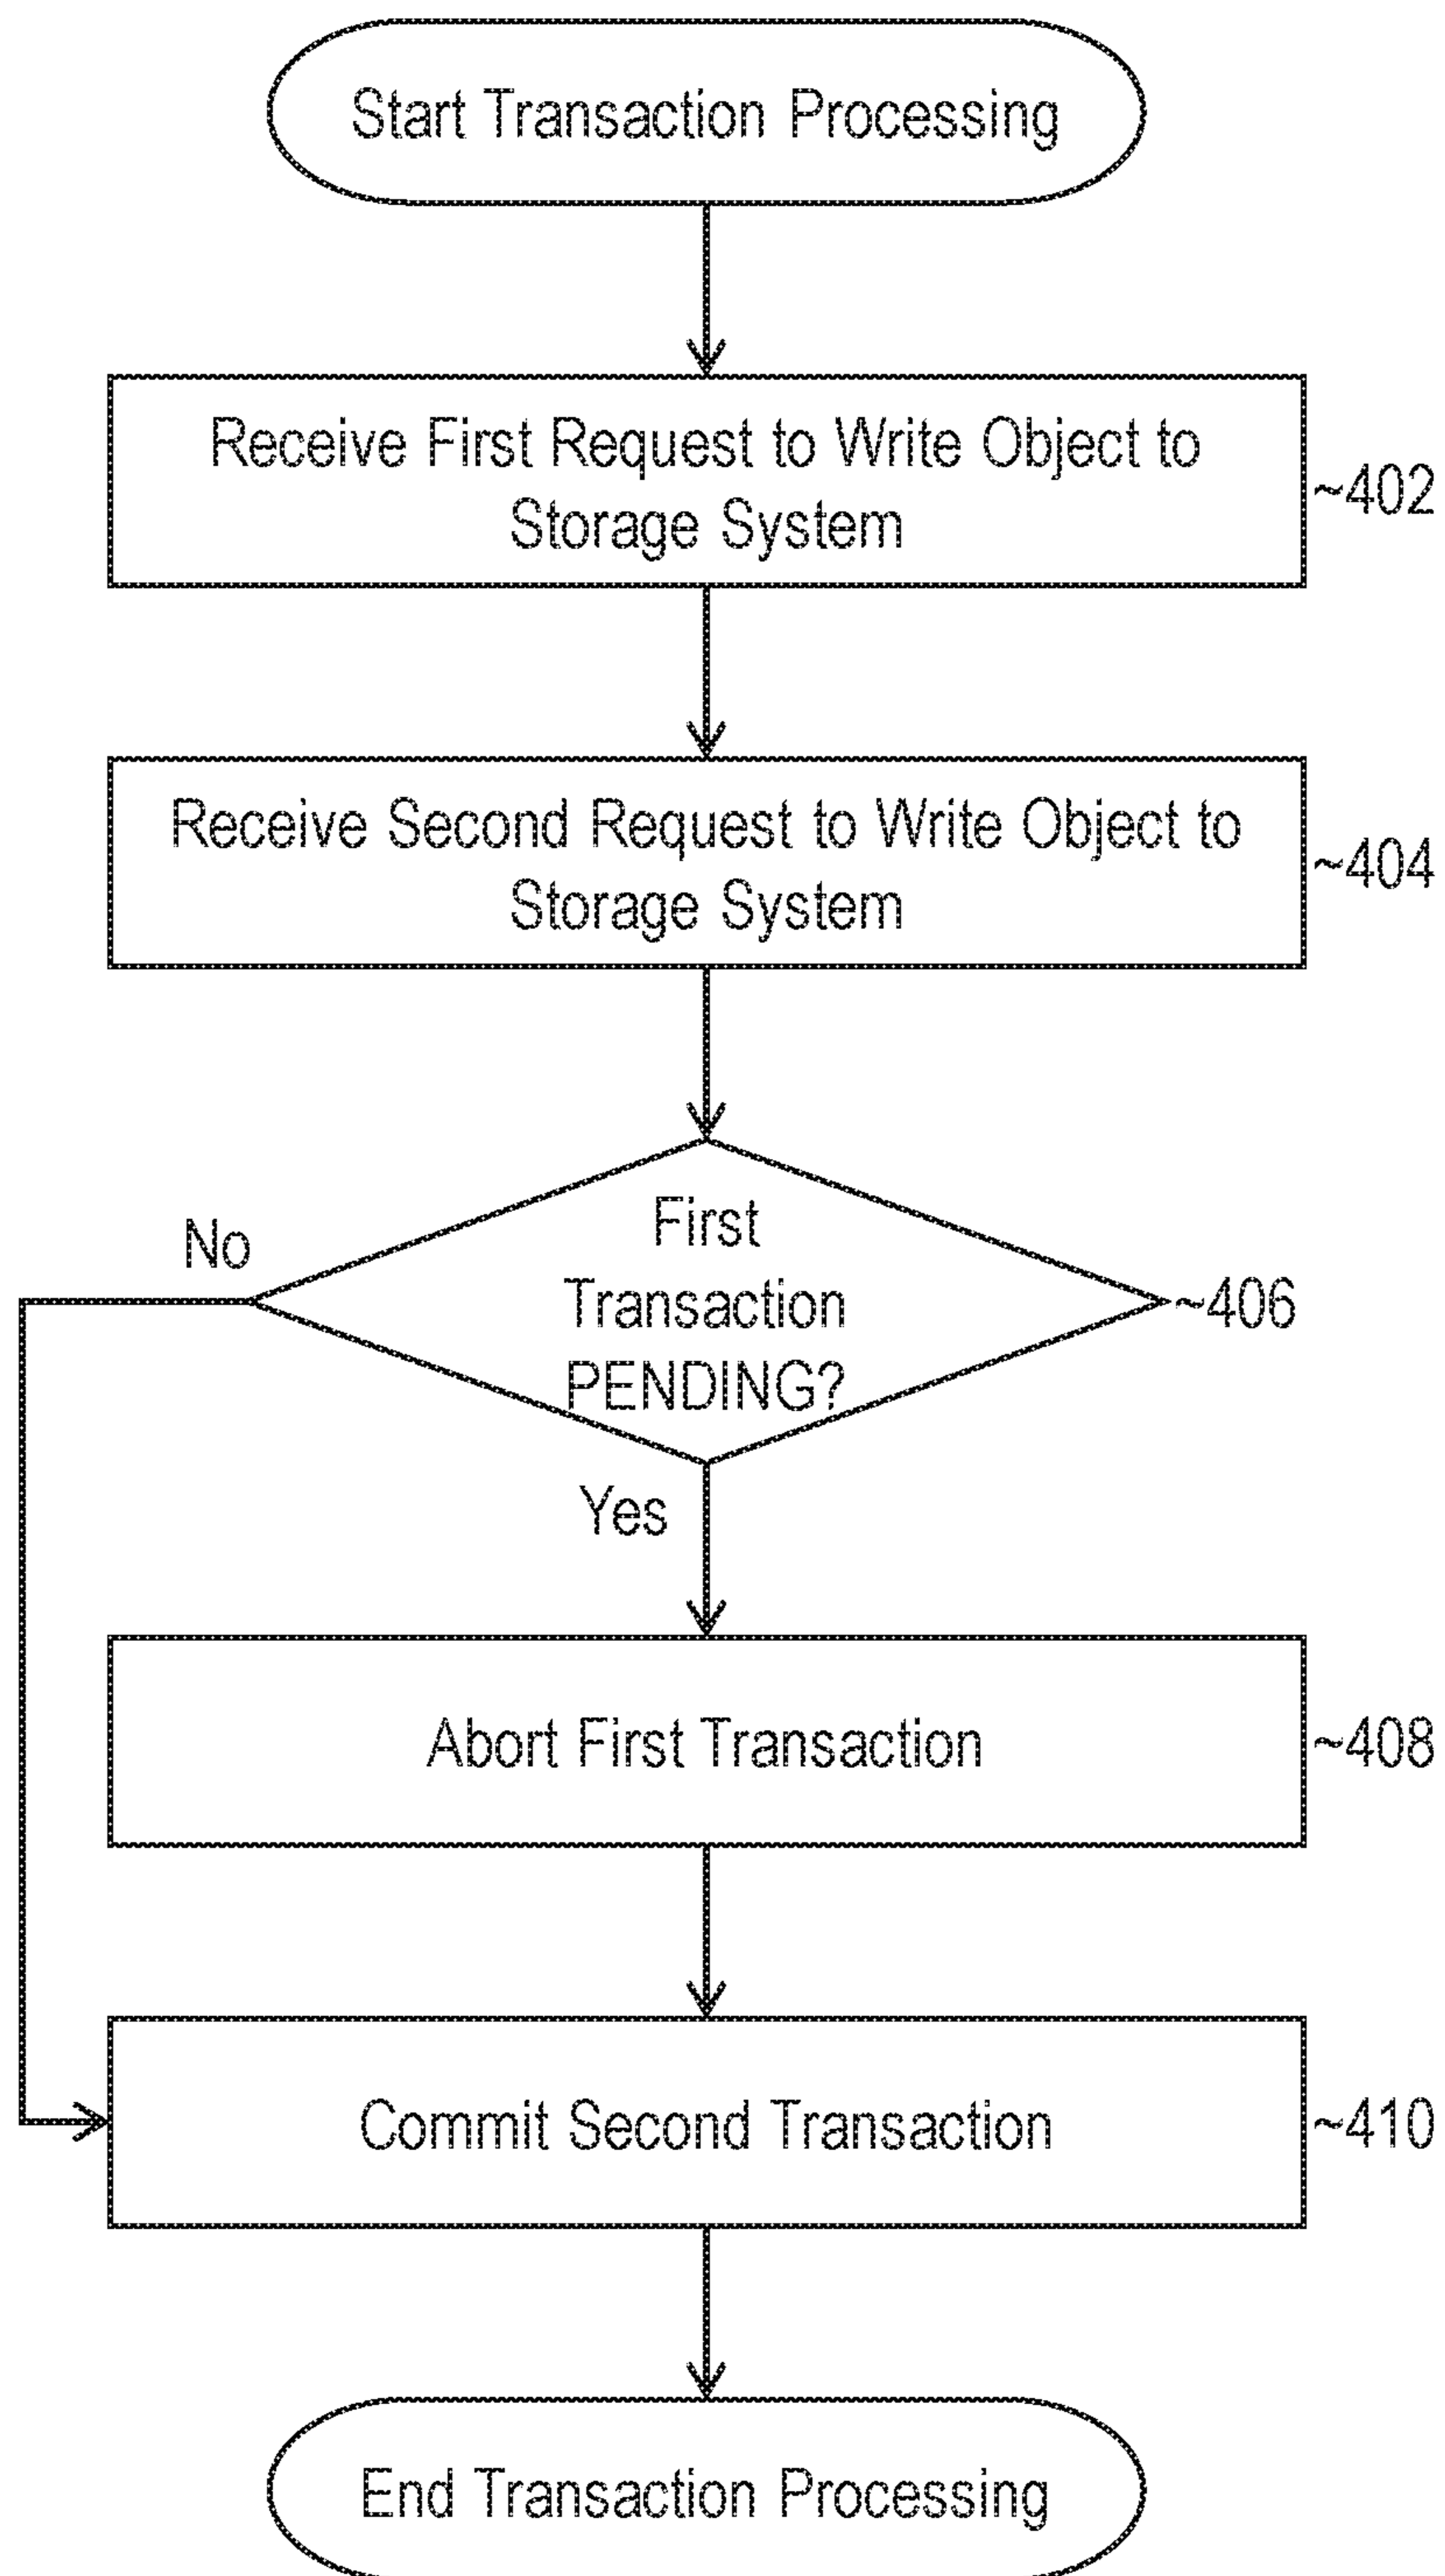 Start Transaction Processing
Receive First Request to Write Object to
Storage System
~402
Receive Second Request to Write Object to
Storage System
~404
No
First
Transaction
PENDING?
~406
Yes
Abort First Transaction
~408
Commit Second Transaction
~410
End Transaction Processing